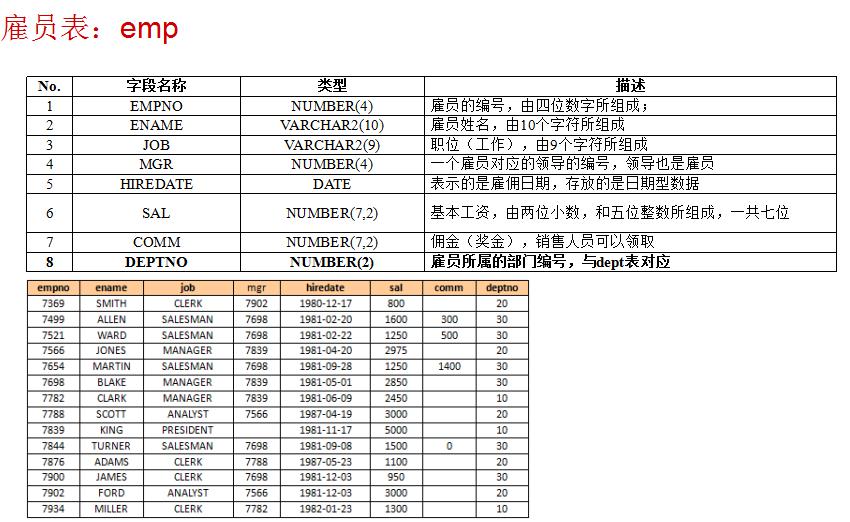 雇员表：emp
No. 字段名称 类型 描述
1 EMPNO NUMBER(4) 雇员的编号，由四位数字所组成；
2 ENAME VARCHAR2(10) 雇员姓名，由10个字符所组成
3 JOB VARCHAR2(9) 职位（工作），由9个字符所组成
4 MGR NUMBER(4) 一个雇员对应的领导的编号，领导也是雇员
5 HIREDATE DATE 表示的是雇佣日期，存放的是日期型数据
6 SAL NUMBER(7,2) 基本工资，由两位小数，和五位整数所组成，一共七位
7 COMM NUMBER(7,2) 佣金（奖金），销售人员可以领取
8 DEPTNO NUMBER(2) 雇员所属的部门编号，与dept表对应
empno ename job mgr hiredate sal comm deptno
7369 SMITH CLERK 7902 1980-12-17 800 20
7499 ALLEN SALESMAN 7698 1981-02-20 1600 300 30
7521 WARD SALESMAN 7698 1981-02-22 1250 500 30
7566 JONES MANAGER 7839 1981-04-20 2975 20
7654 MARTIN SALESMAN 7698 1981-09-28 1250 1400 30
7698 BLAKE MANAGER 7839 1981-05-01 2850 30
7782 CLARK MANAGER 7839 1981-06-09 2450 10
7788 SCOTT ANALYST 7566 1987-04-19 3000 20
7839 KING PRESIDENT 1981-11-17 5000 10
7844 TURNER SALESMAN 7698 1981-09-08 1500 0 30
7876 ADAMS CLERK 7788 1987-05-23 1100 20
7900 JAMES CLERK 7698 1981-12-03 950 30
7902 FORD ANALYST 7566 1981-12-03 3000 20
7934 MILLER CLERK 7782 1982-01-23 1300 10